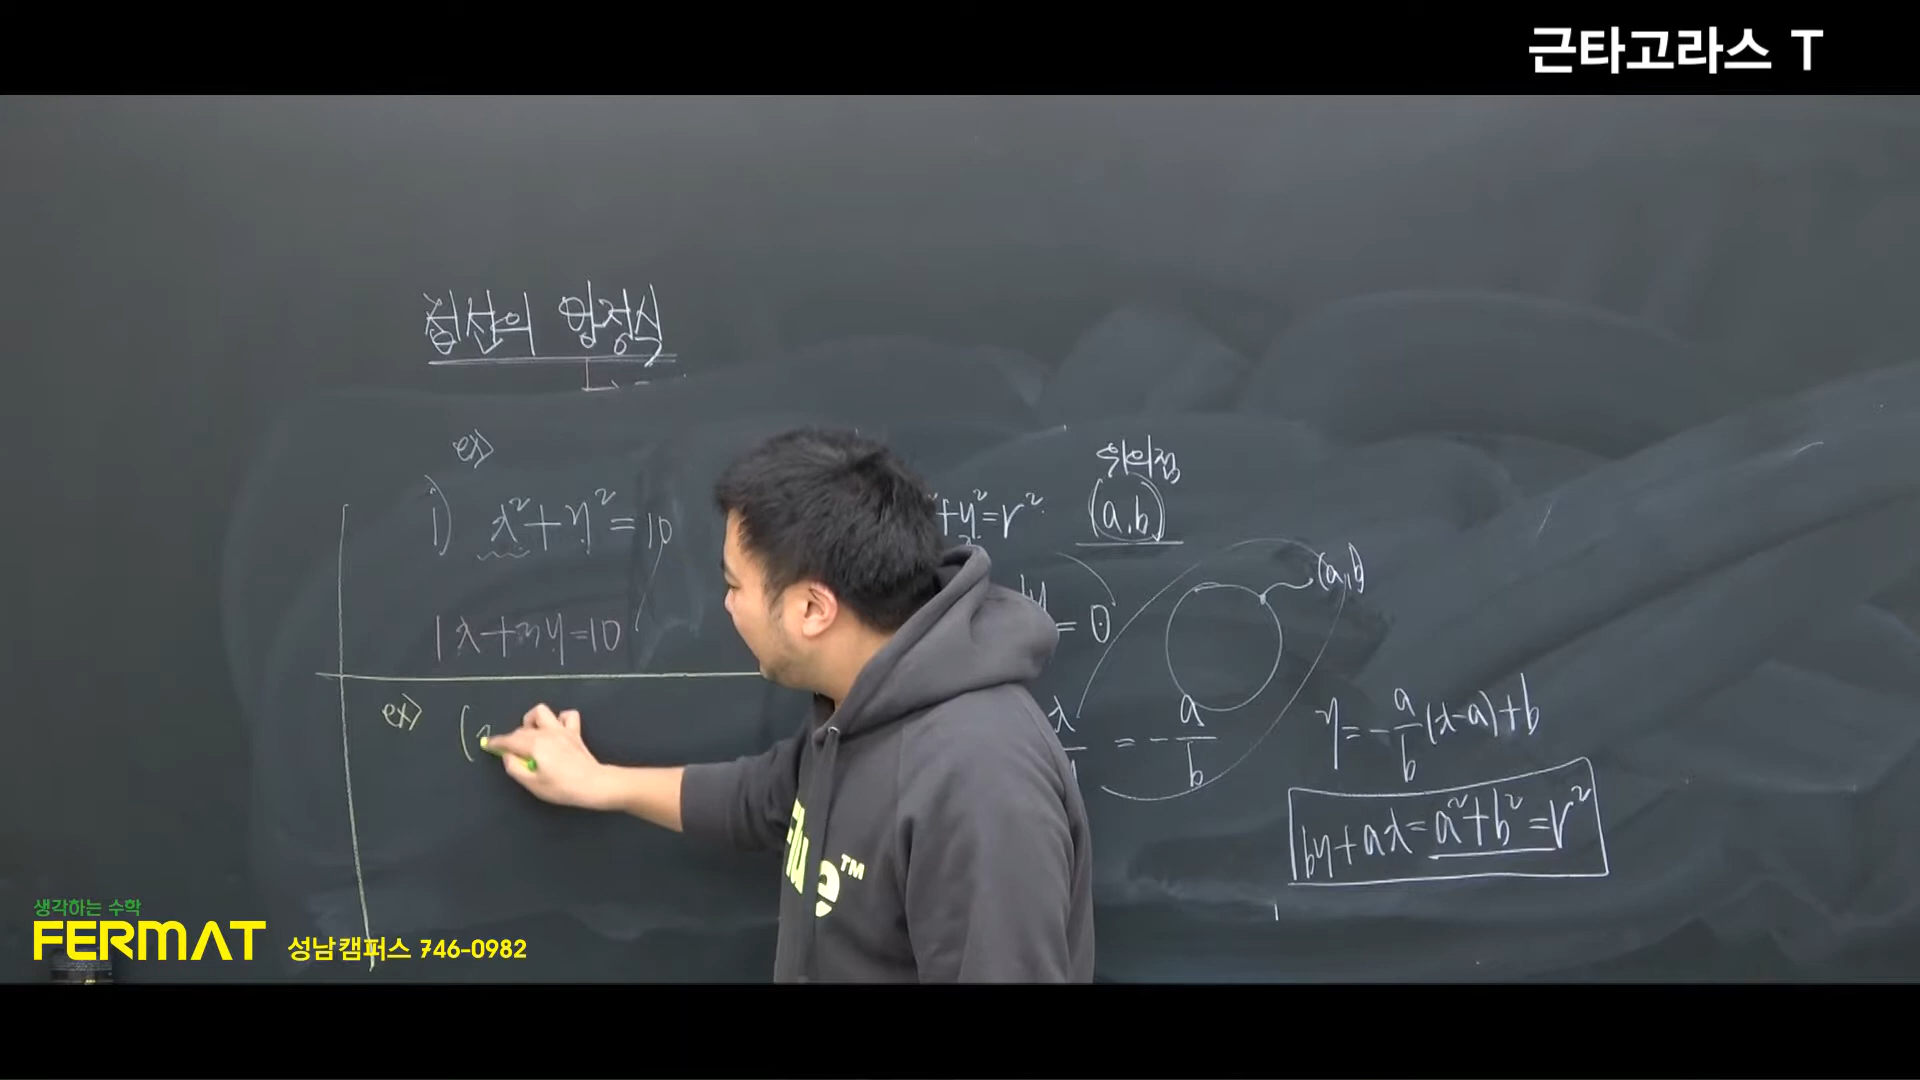 근타고라스 T
접선의 방정식
ex)
i) x²+y²=10
1x+3y=10
ex) (
+y²=r²
위의점
(a,b)
= 0
(a,b)
= -a/b
y=-a/b(x-a)+b
by+ax=a²+b²=r²
생각하는 수학
FERMAT 성남캠퍼스 746-0982
TM